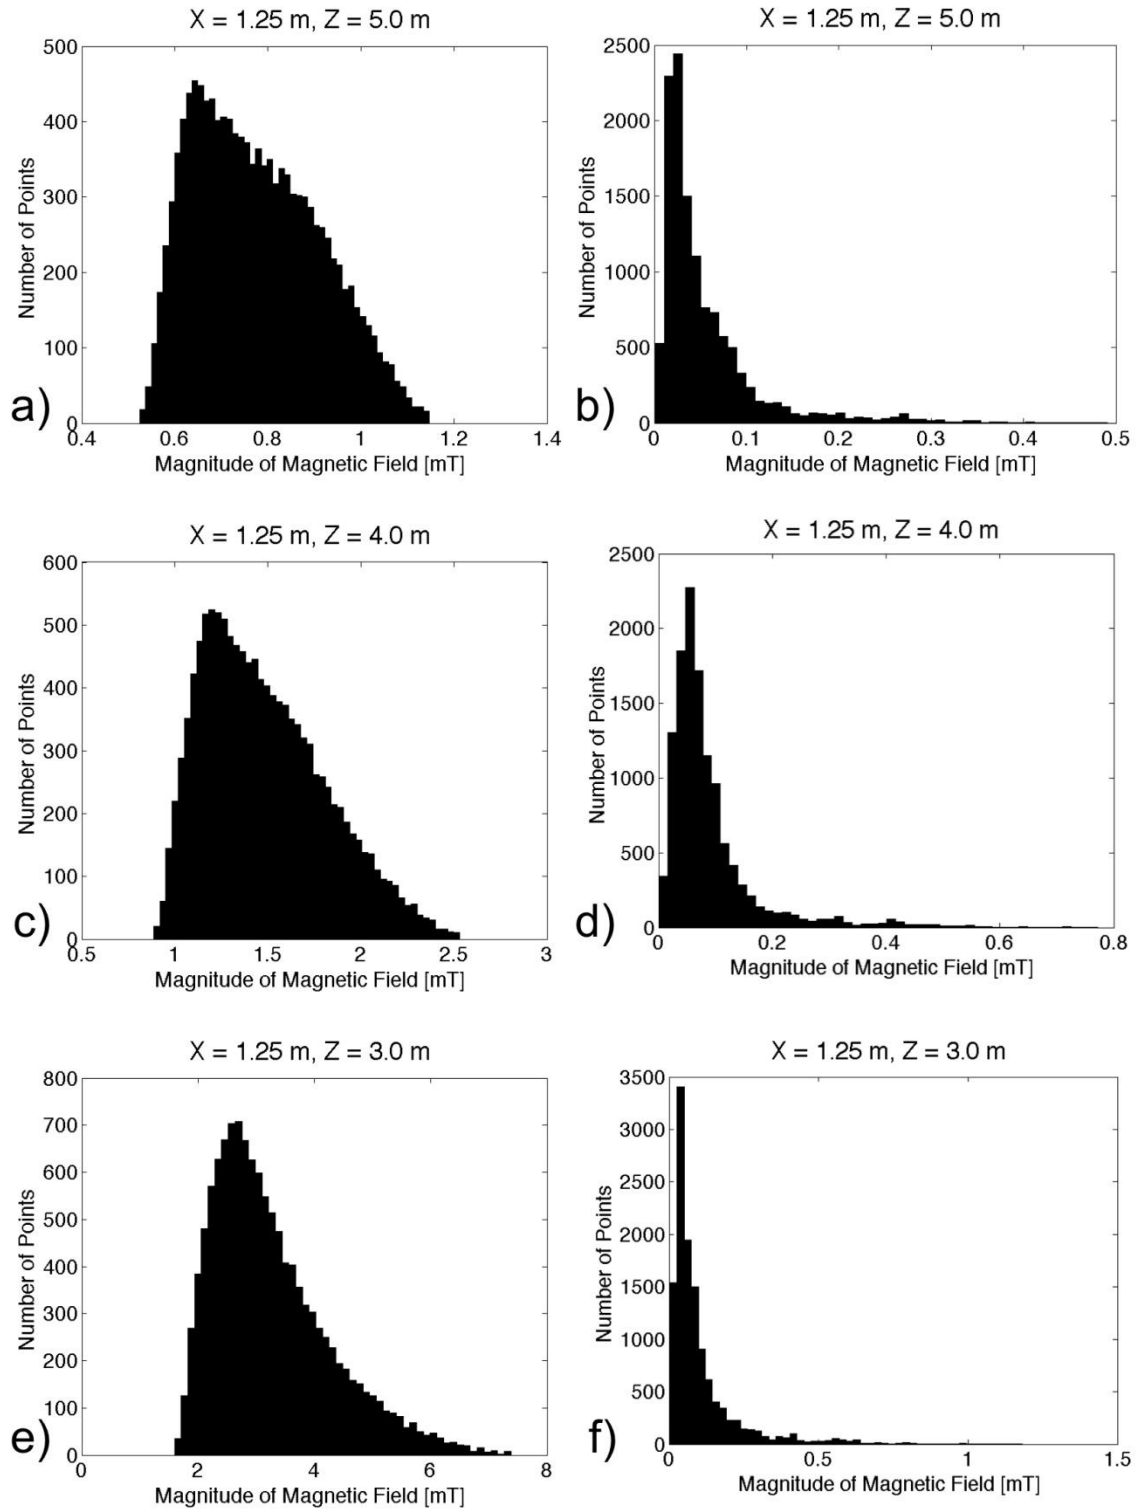 X = 1.25 m, Z = 5.0 m
500
400
300
200
100
0
Number of Points
a)
0.4 0.6 0.8 1 1.2 1.4
Magnitude of Magnetic Field [mT]
X = 1.25 m, Z = 5.0 m
2500
2000
1500
1000
500
0
Number of Points
b)
0 0.1 0.2 0.3 0.4 0.5
Magnitude of Magnetic Field [mT]
X = 1.25 m, Z = 4.0 m
600
500
400
300
200
100
0
Number of Points
c)
0.5 1 1.5 2 2.5 3
Magnitude of Magnetic Field [mT]
X = 1.25 m, Z = 4.0 m
2500
2000
1500
1000
500
0
Number of Points
d)
0 0.2 0.4 0.6 0.8
Magnitude of Magnetic Field [mT]
X = 1.25 m, Z = 3.0 m
800
700
600
500
400
300
200
100
0
Number of Points
e)
0 2 4 6 8
Magnitude of Magnetic Field [mT]
X = 1.25 m, Z = 3.0 m
3500
3000
2500
2000
1500
1000
500
0
Number of Points
f)
0 0.5 1 1.5
Magnitude of Magnetic Field [mT]